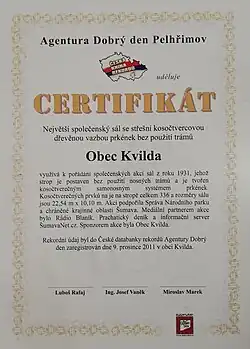 Agentura Dobrý den Pelhřimov
ČESKÁ
KNIHA
REKORDŮ
uděluje
CERTIFIKÁT
Největší společenský sál se střešní kosočtvercovou
dřevěnou vazbou prkének bez použití trámů
Obec Kvilda
využívá k pořádání společenských akcí sál z roku 1931, jehož
strop je postaven bez použití nosných trámů a je tvořen
kosočtverečným samonosným systémem prkének.
Kosočtverečných prvků na je na stropě celkem 336 a rozměry sálu
jsou 22,54 m x 10,10 m. Akci podpořila Správa Národního parku
a chráněné krajinné oblasti Šumava. Mediální partnerem akce
bylo Rádio Blaník, Prachatický deník a informační server
SumavaNet.cz. Sponzorem akce byla Obec Kvilda.
Rekordní údaj byl do České databanky rekordů Agentury Dobrý
den zaregistrován dne 9. prosince 2011 v obci Kvilda.
Luboš Rafaj Ing. Josef Vaněk Miroslav Marek